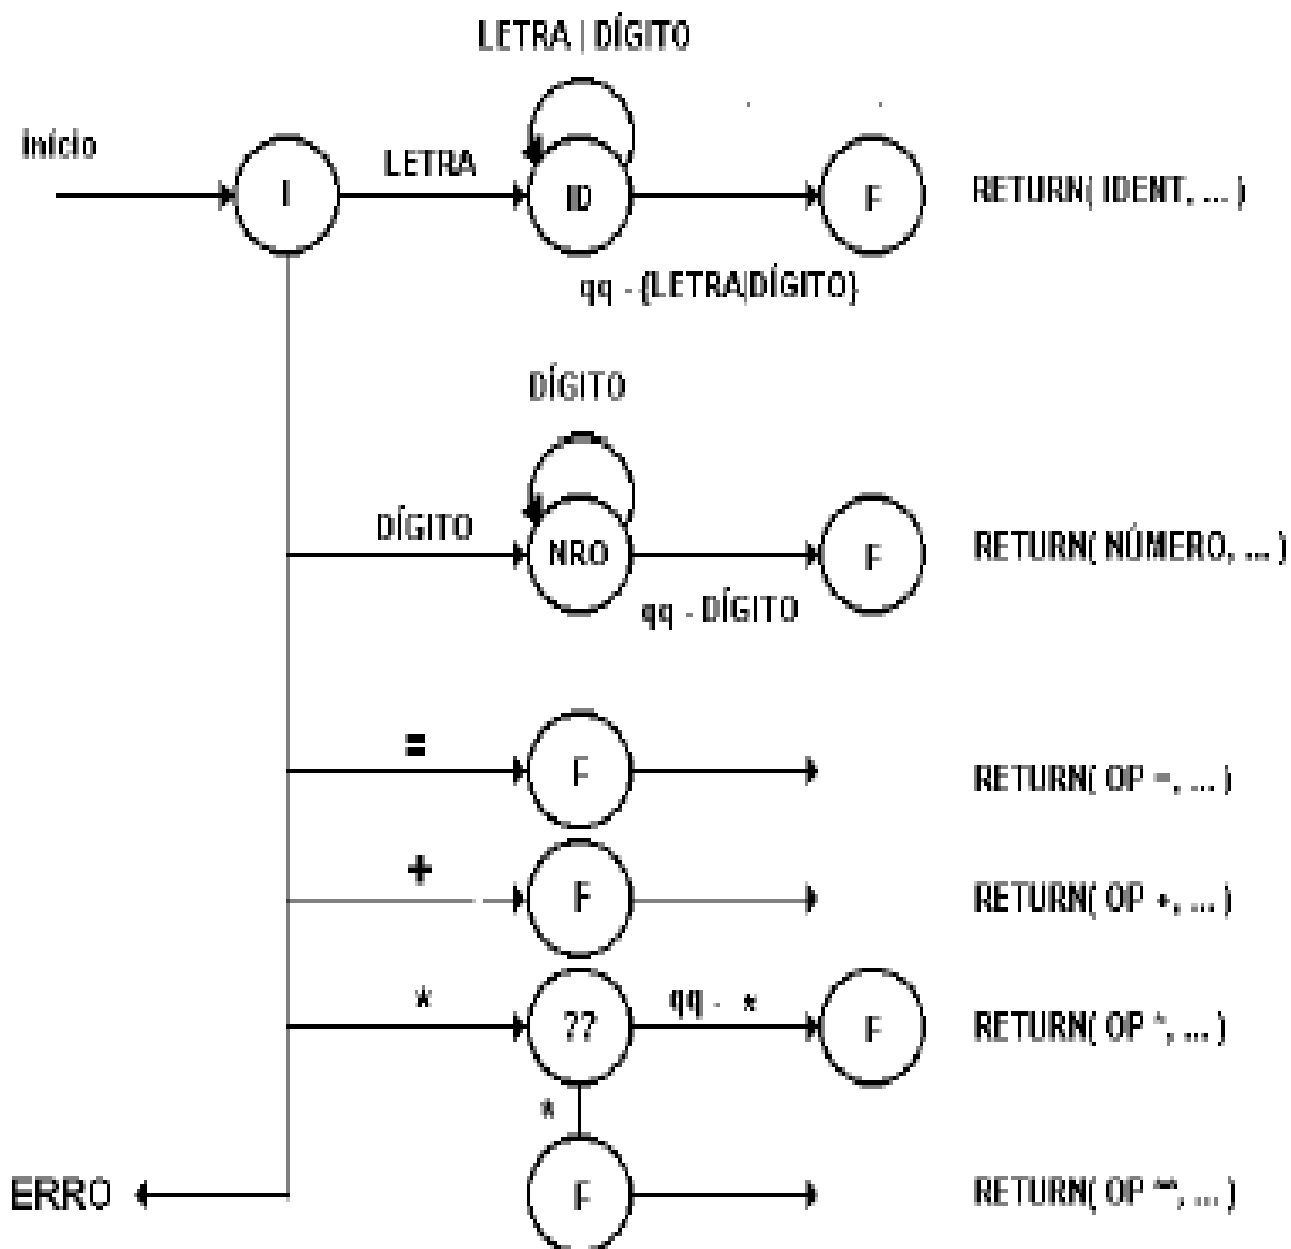 LETRA | DÍGITO
início
LETRA
I
ID
F
RETURN( IDENT, ... )
qq - {LETRA|DÍGITO}
DÍGITO
DÍGITO
NRO
F
RETURN( NÚMERO, ... )
qq - DÍGITO
=
F
RETURN( OP =, ... )
+
F
RETURN( OP +, ... )
*
??
qq - *
F
RETURN( OP *, ... )
*
ERRO
F
RETURN( OP **, ... )